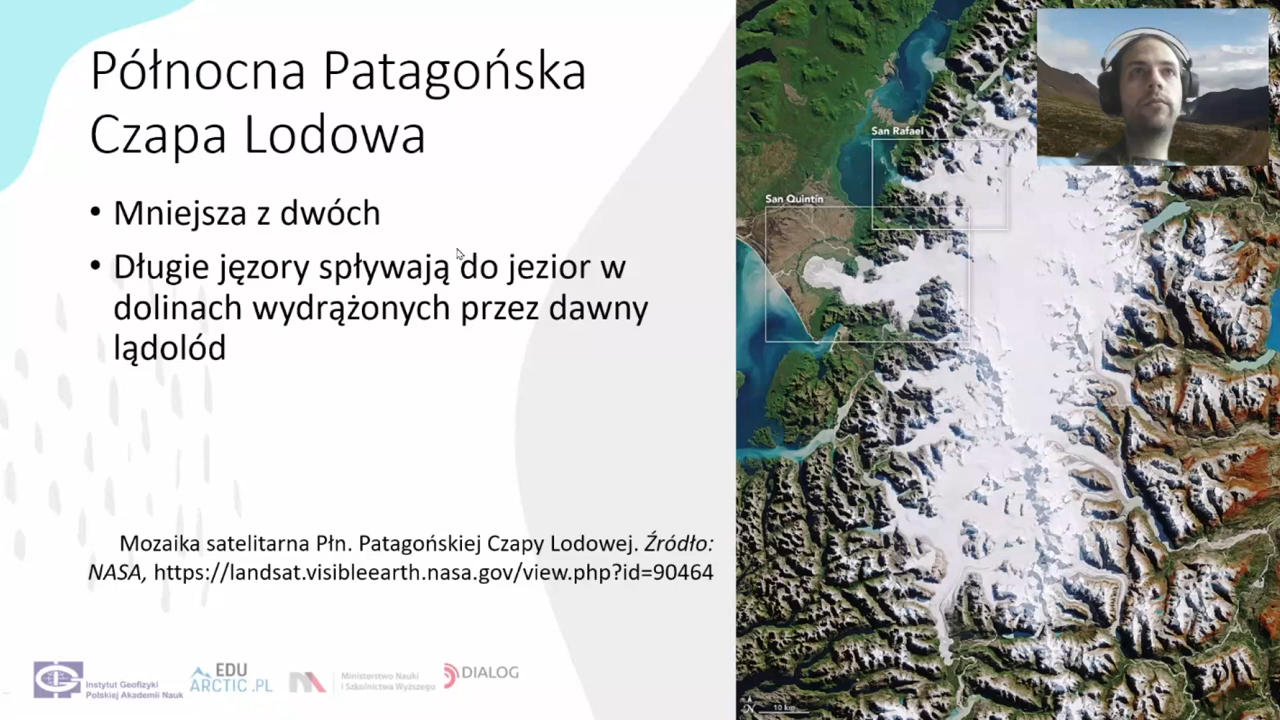 Północna Patagońska
Czapa Lodowa
• Mniejsza z dwóch
• Długie jęzory spływają do jezior w
dolinach wydrążonych przez dawny
lądolód
Mozaika satelitarna Płn. Patagońskiej Czapy Lodowej. Źródło:
NASA, https://landsat.visibleearth.nasa.gov/view.php?id=90464
San Rafael
San Quintín
Instytut Geofizyki
Polskiej Akademii Nauk
EDU
ARCTIC.PL
Ministerstwo Nauki
i Szkolnictwa Wyższego
DIALOG
N
10 km